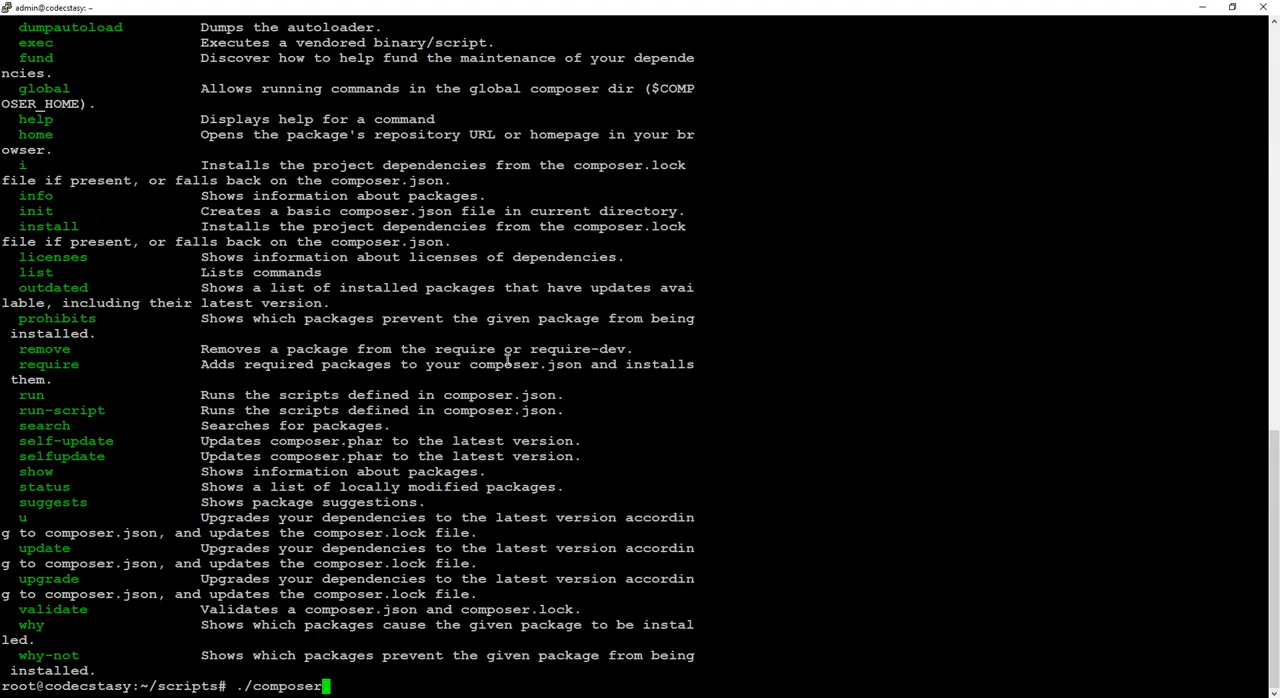 admin@codecstasy: ~
dumpautoload Dumps the autoloader.
exec Executes a vendored binary/script.
fund Discover how to help fund the maintenance of your depende
ncies.
global Allows running commands in the global composer dir ($COMP
OSER_HOME).
help Displays help for a command
home Opens the package's repository URL or homepage in your br
owser.
i Installs the project dependencies from the composer.lock
file if present, or falls back on the composer.json.
info Shows information about packages.
init Creates a basic composer.json file in current directory.
install Installs the project dependencies from the composer.lock
file if present, or falls back on the composer.json.
licenses Shows information about licenses of dependencies.
list Lists commands
outdated Shows a list of installed packages that have updates avai
lable, including their latest version.
prohibits Shows which packages prevent the given package from being
installed.
remove Removes a package from the require or require-dev.
require Adds required packages to your composer.json and installs
them.
run Runs the scripts defined in composer.json.
run-script Runs the scripts defined in composer.json.
search Searches for packages.
self-update Updates composer.phar to the latest version.
selfupdate Updates composer.phar to the latest version.
show Shows information about packages.
status Shows a list of locally modified packages.
suggests Shows package suggestions.
u Upgrades your dependencies to the latest version accordin
g to composer.json, and updates the composer.lock file.
update Upgrades your dependencies to the latest version accordin
g to composer.json, and updates the composer.lock file.
upgrade Upgrades your dependencies to the latest version accordin
g to composer.json, and updates the composer.lock file.
validate Validates a composer.json and composer.lock.
why Shows which packages cause the given package to be instal
led.
why-not Shows which packages prevent the given package from being
installed.
root@codecstasy:~/scripts# ./composer